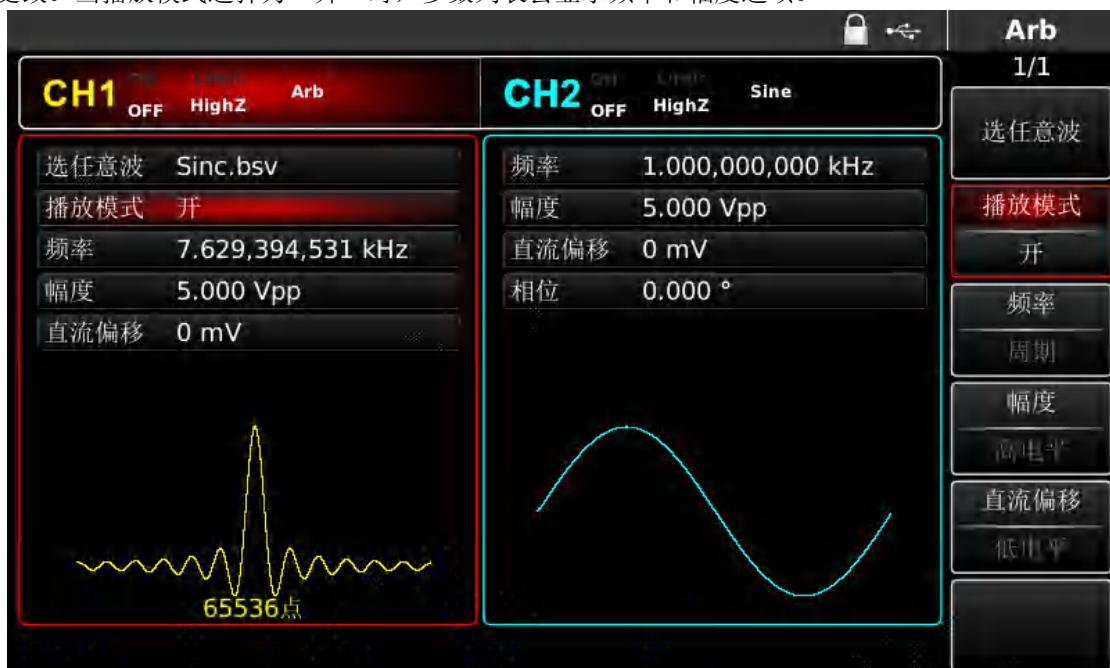 Arb
1/1
CH1 OFF HighZ Arb
CH2 OFF HighZ Sine
选任意波 Sinc.bsv
播放模式 开
频率 7.629,394,531 kHz
幅度 5.000 Vpp
直流偏移 0 mV
65536点
频率 1.000,000,000 kHz
幅度 5.000 Vpp
直流偏移 0 mV
相位 0.000 °
选任意波
播放模式
开
频率
周期
幅度
高电平
直流偏移
低电平